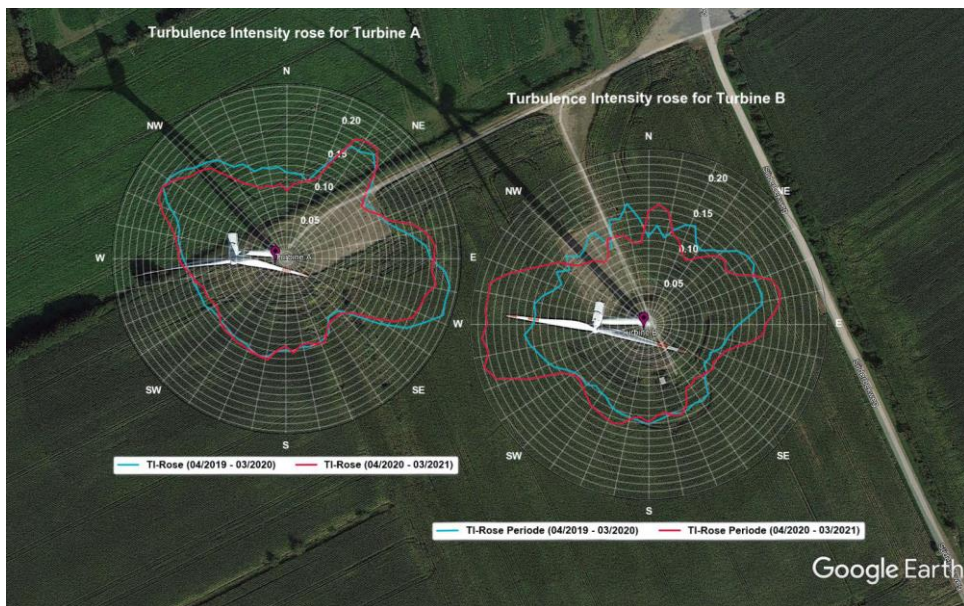 Turbulence Intensity rose for Turbine A
N
NW
NE
0.20
0.15
0.10
0.05
W
E
Turbine A
W
SW
SE
S
TI-Rose (04/2019 - 03/2020)
TI-Rose (04/2020 - 03/2021)
Turbulence Intensity rose for Turbine B
N
NW
NE
0.20
0.15
0.10
0.05
E
SW
SE
S
TI-Rose Periode (04/2019 - 03/2020)
TI-Rose Periode (04/2020 - 03/2021)
Google Earth